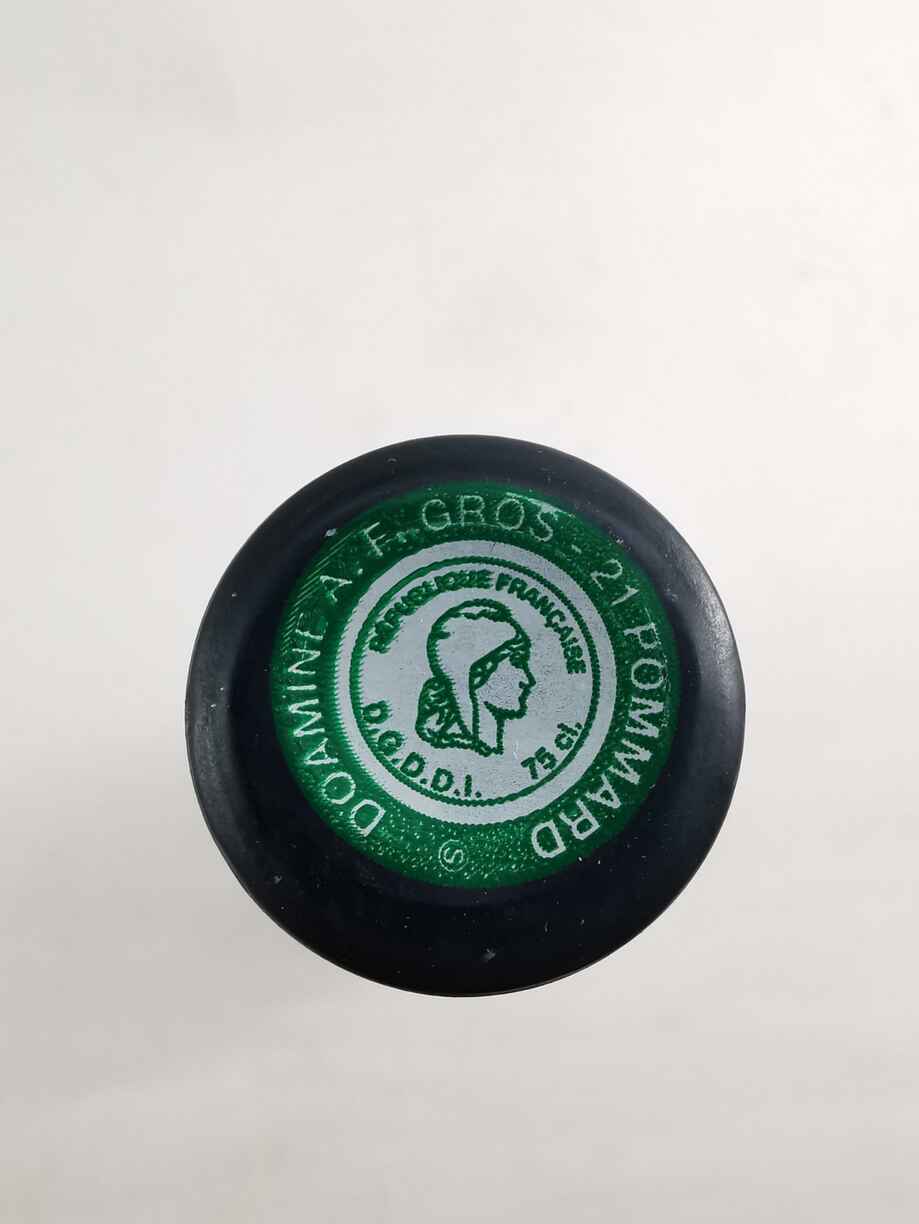 DOAMINE A. F. GROS - 21 POMMARD
S
RÉPUBLIQUE FRANÇAISE
D.G.D.D.I. 75 cl.